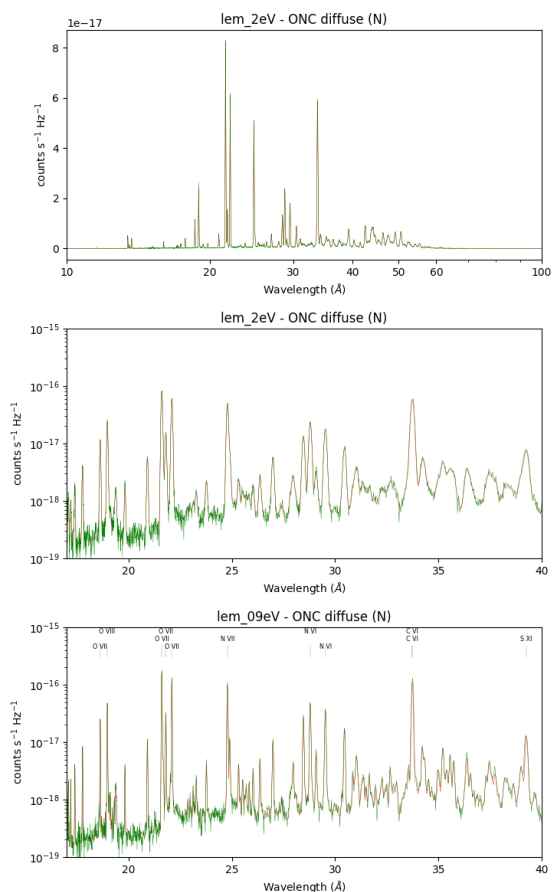 lem_2eV - ONC diffuse (N)
1e−17
8
6
4
2
0
counts s⁻¹ Hz⁻¹
10 20 30 40 50 60 100
Wavelength (Å)
lem_2eV - ONC diffuse (N)
10⁻¹⁵
10⁻¹⁶
10⁻¹⁷
10⁻¹⁸
10⁻¹⁹
counts s⁻¹ Hz⁻¹
20 25 30 35 40
Wavelength (Å)
lem_09eV - ONC diffuse (N)
10⁻¹⁵
O VIII O VII N VII N VI C VI S XI
O VII C VI
O VII O VII N VI
10⁻¹⁶
10⁻¹⁷
10⁻¹⁸
10⁻¹⁹
counts s⁻¹ Hz⁻¹
20 25 30 35 40
Wavelength (Å)